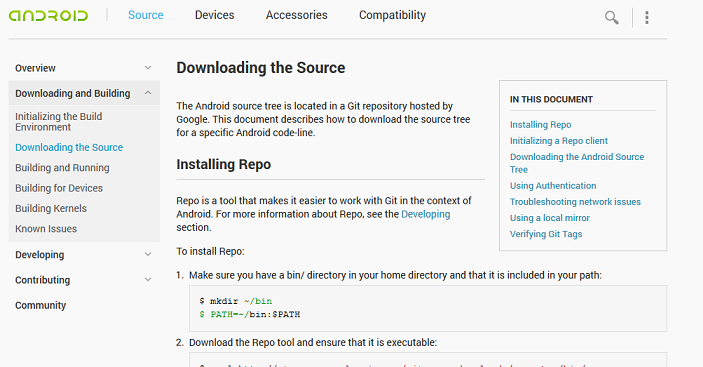 ANDROID
Source
Devices
Accessories
Compatibility
Overview
Downloading and Building
Initializing the Build
Environment
Downloading the Source
Building and Running
Building for Devices
Building Kernels
Known Issues
Developing
Contributing
Community
Downloading the Source
The Android source tree is located in a Git repository hosted by
Google. This document describes how to download the source tree
for a specific Android code-line.
IN THIS DOCUMENT
Installing Repo
Initializing a Repo client
Downloading the Android Source
Tree
Using Authentication
Troubleshooting network issues
Using a local mirror
Verifying Git Tags
Installing Repo
Repo is a tool that makes it easier to work with Git in the context of
Android. For more information about Repo, see the Developing
section.
To install Repo:
1. Make sure you have a bin/ directory in your home directory and that it is included in your path:
$ mkdir ~/bin
$ PATH=~/bin:$PATH
2. Download the Repo tool and ensure that it is executable: